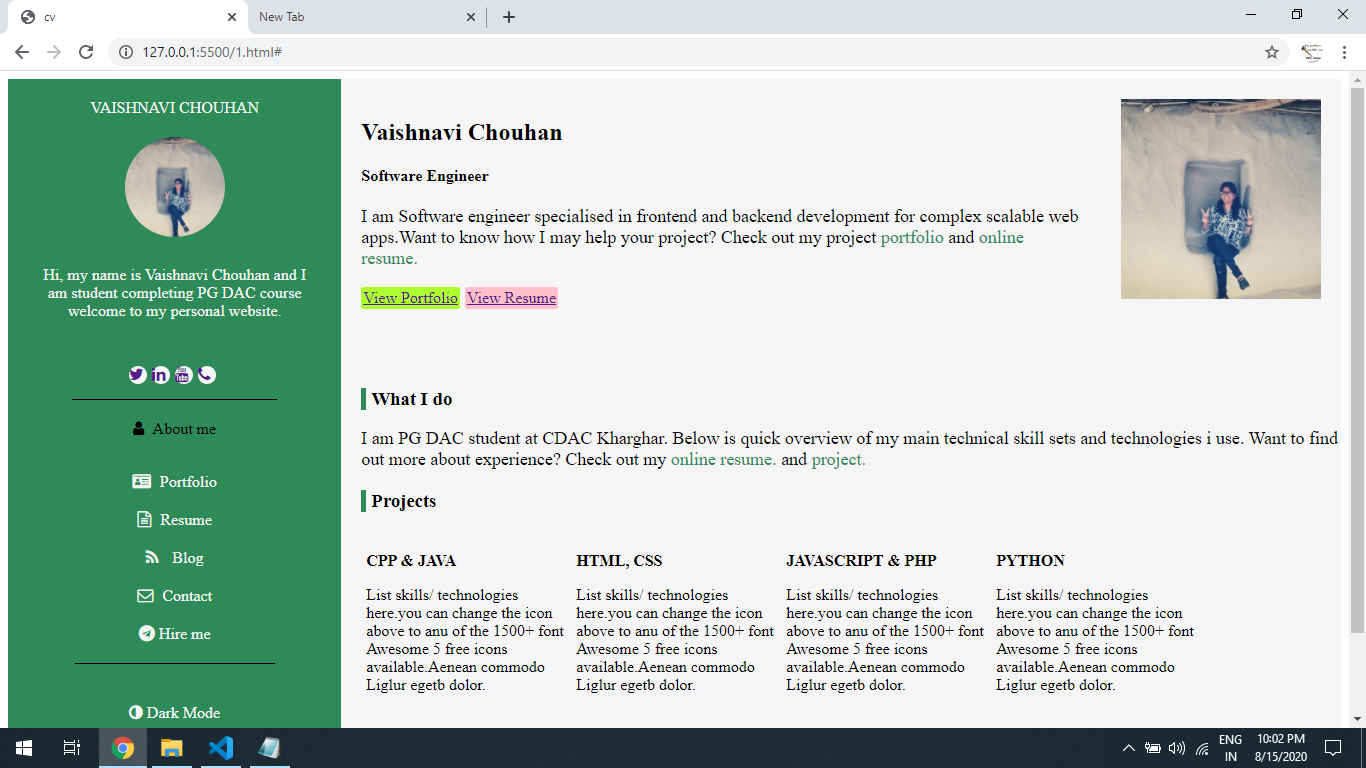 cv
New Tab
127.0.0.1:5500/1.html#
VAISHNAVI CHOUHAN
Hi, my name is Vaishnavi Chouhan and I
am student completing PG DAC course
welcome to my personal website.
in
You
Tube
About me
Portfolio
Resume
Blog
Contact
Hire me
Dark Mode
Vaishnavi Chouhan
Software Engineer
I am Software engineer specialised in frontend and backend development for complex scalable web
apps.Want to know how I may help your project? Check out my project portfolio and online
resume.
View Portfolio View Resume
What I do
I am PG DAC student at CDAC Kharghar. Below is quick overview of my main technical skill sets and technologies i use. Want to find
out more about experience? Check out my online resume. and project.
Projects
CPP & JAVA
List skills/ technologies
here.you can change the icon
above to anu of the 1500+ font
Awesome 5 free icons
available.Aenean commodo
Liglur egetb dolor.
HTML, CSS
List skills/ technologies
here.you can change the icon
above to anu of the 1500+ font
Awesome 5 free icons
available.Aenean commodo
Liglur egetb dolor.
JAVASCRIPT & PHP
List skills/ technologies
here.you can change the icon
above to anu of the 1500+ font
Awesome 5 free icons
available.Aenean commodo
Liglur egetb dolor.
PYTHON
List skills/ technologies
here.you can change the icon
above to anu of the 1500+ font
Awesome 5 free icons
available.Aenean commodo
Liglur egetb dolor.
ENG
IN
10:02 PM
8/15/2020